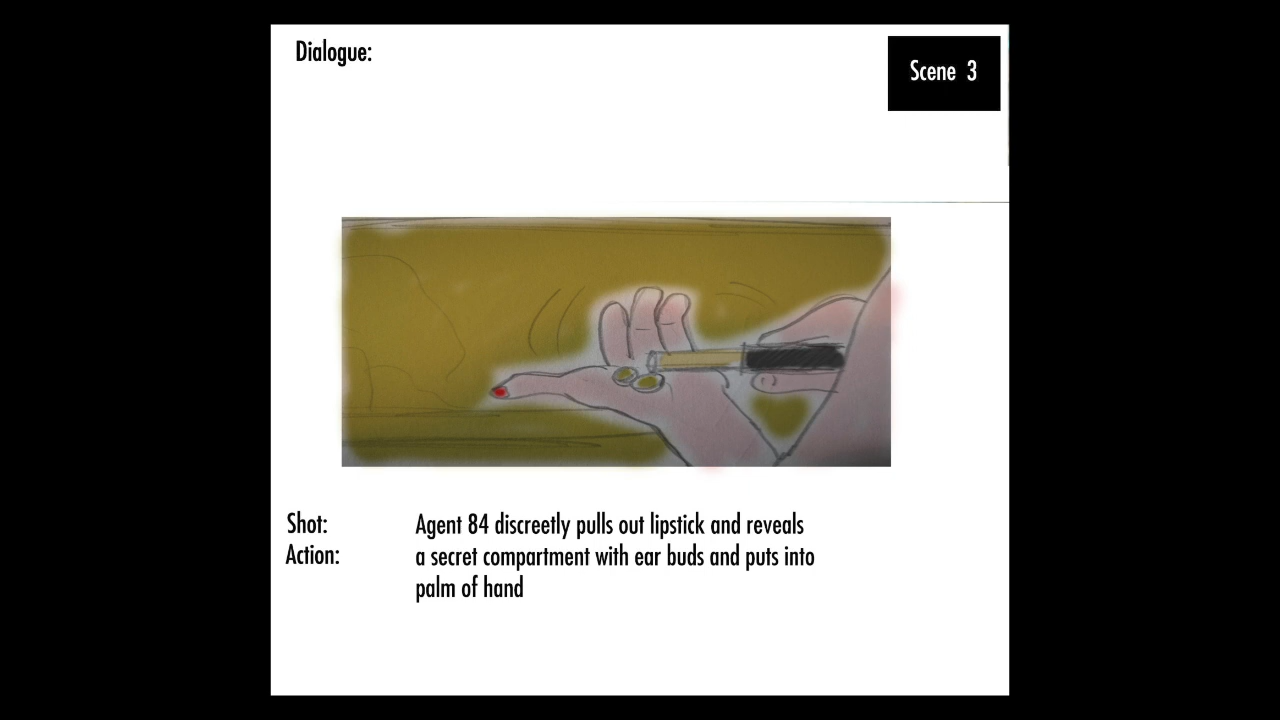 Dialogue:
Scene 3
Shot:
Action:
Agent 84 discreetly pulls out lipstick and reveals
a secret compartment with ear buds and puts into
palm of hand